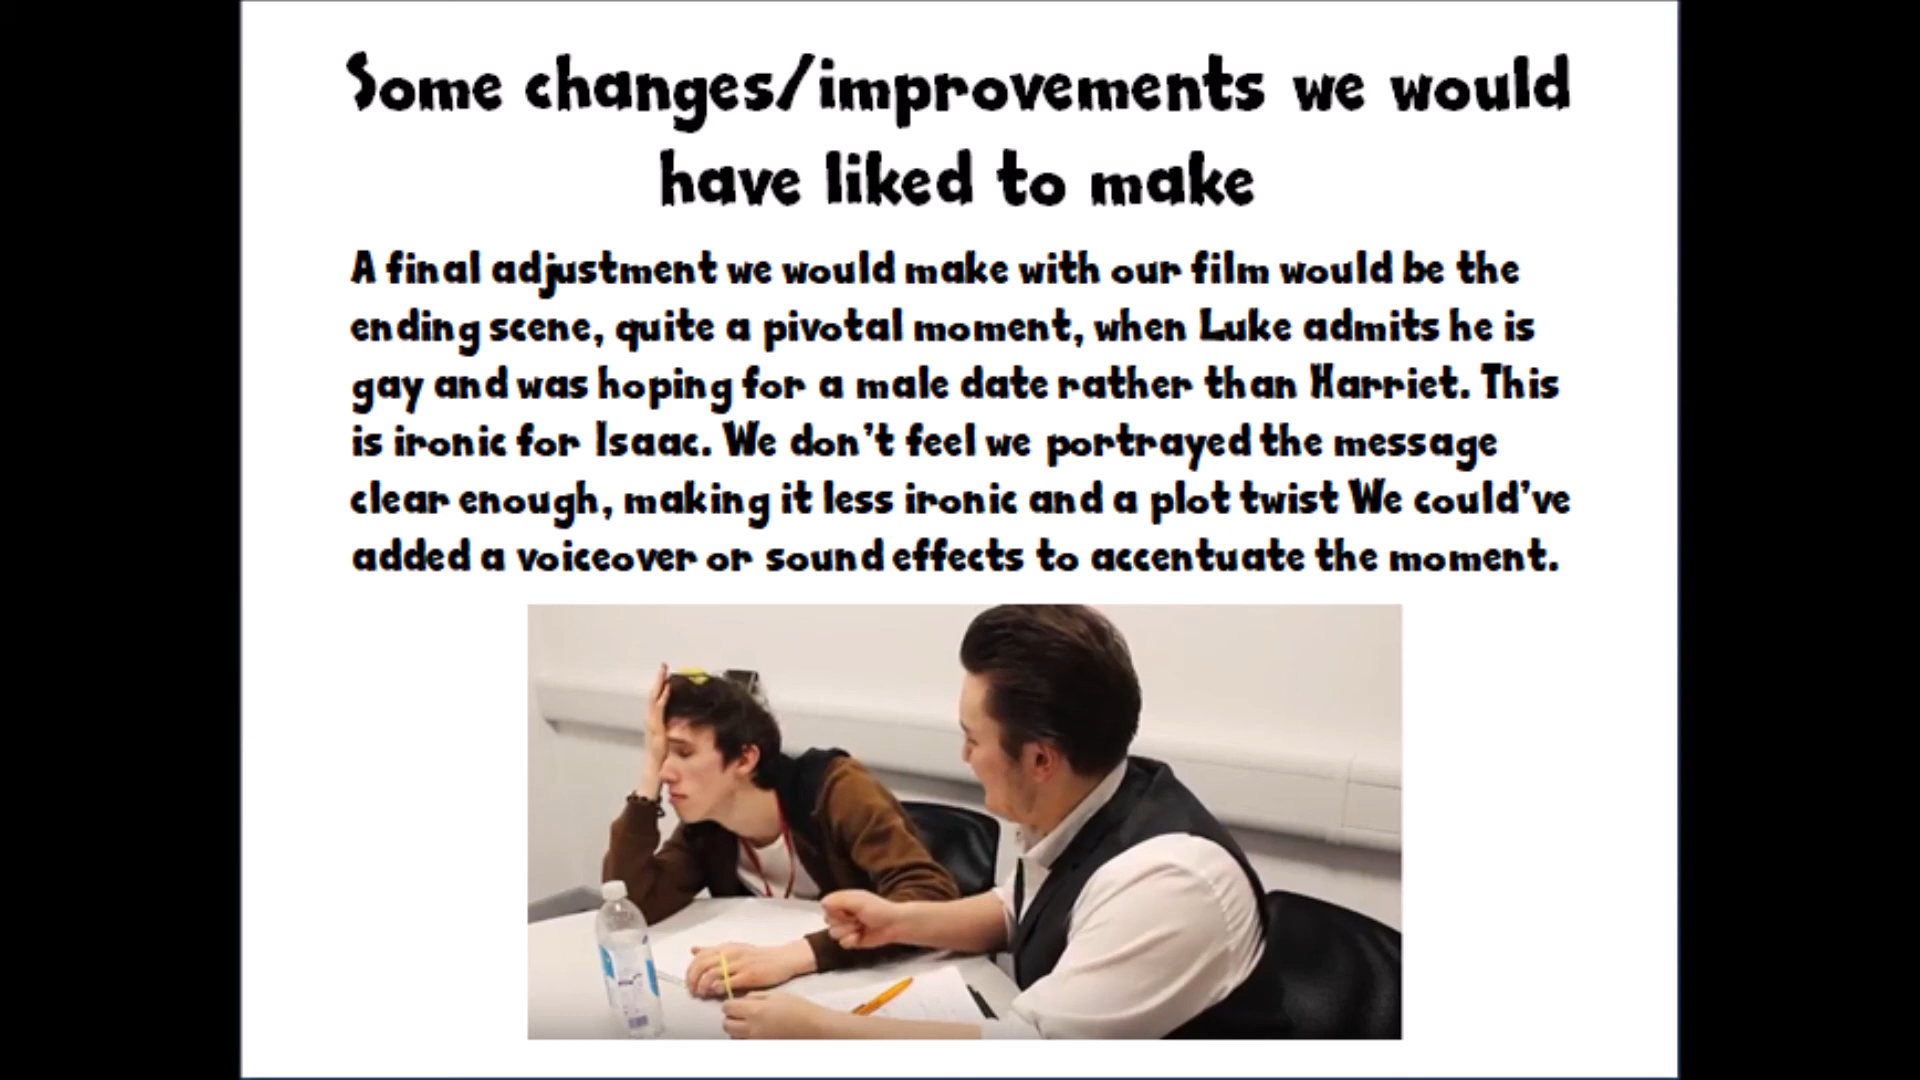 Some changes/improvements we would
have liked to make
A final adjustment we would make with our film would be the
ending scene, quite a pivotal moment, when Luke admits he is
gay and was hoping for a male date rather than Harriet. This
is ironic for Isaac. We don't feel we portrayed the message
clear enough, making it less ironic and a plot twist We could've
added a voiceover or sound effects to accentuate the moment.